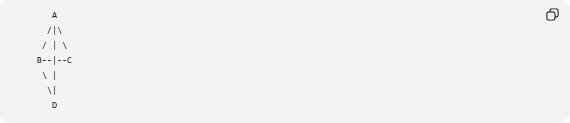 A
   /|\
  / | \
 B--|--C
  \ |
   \|
    D